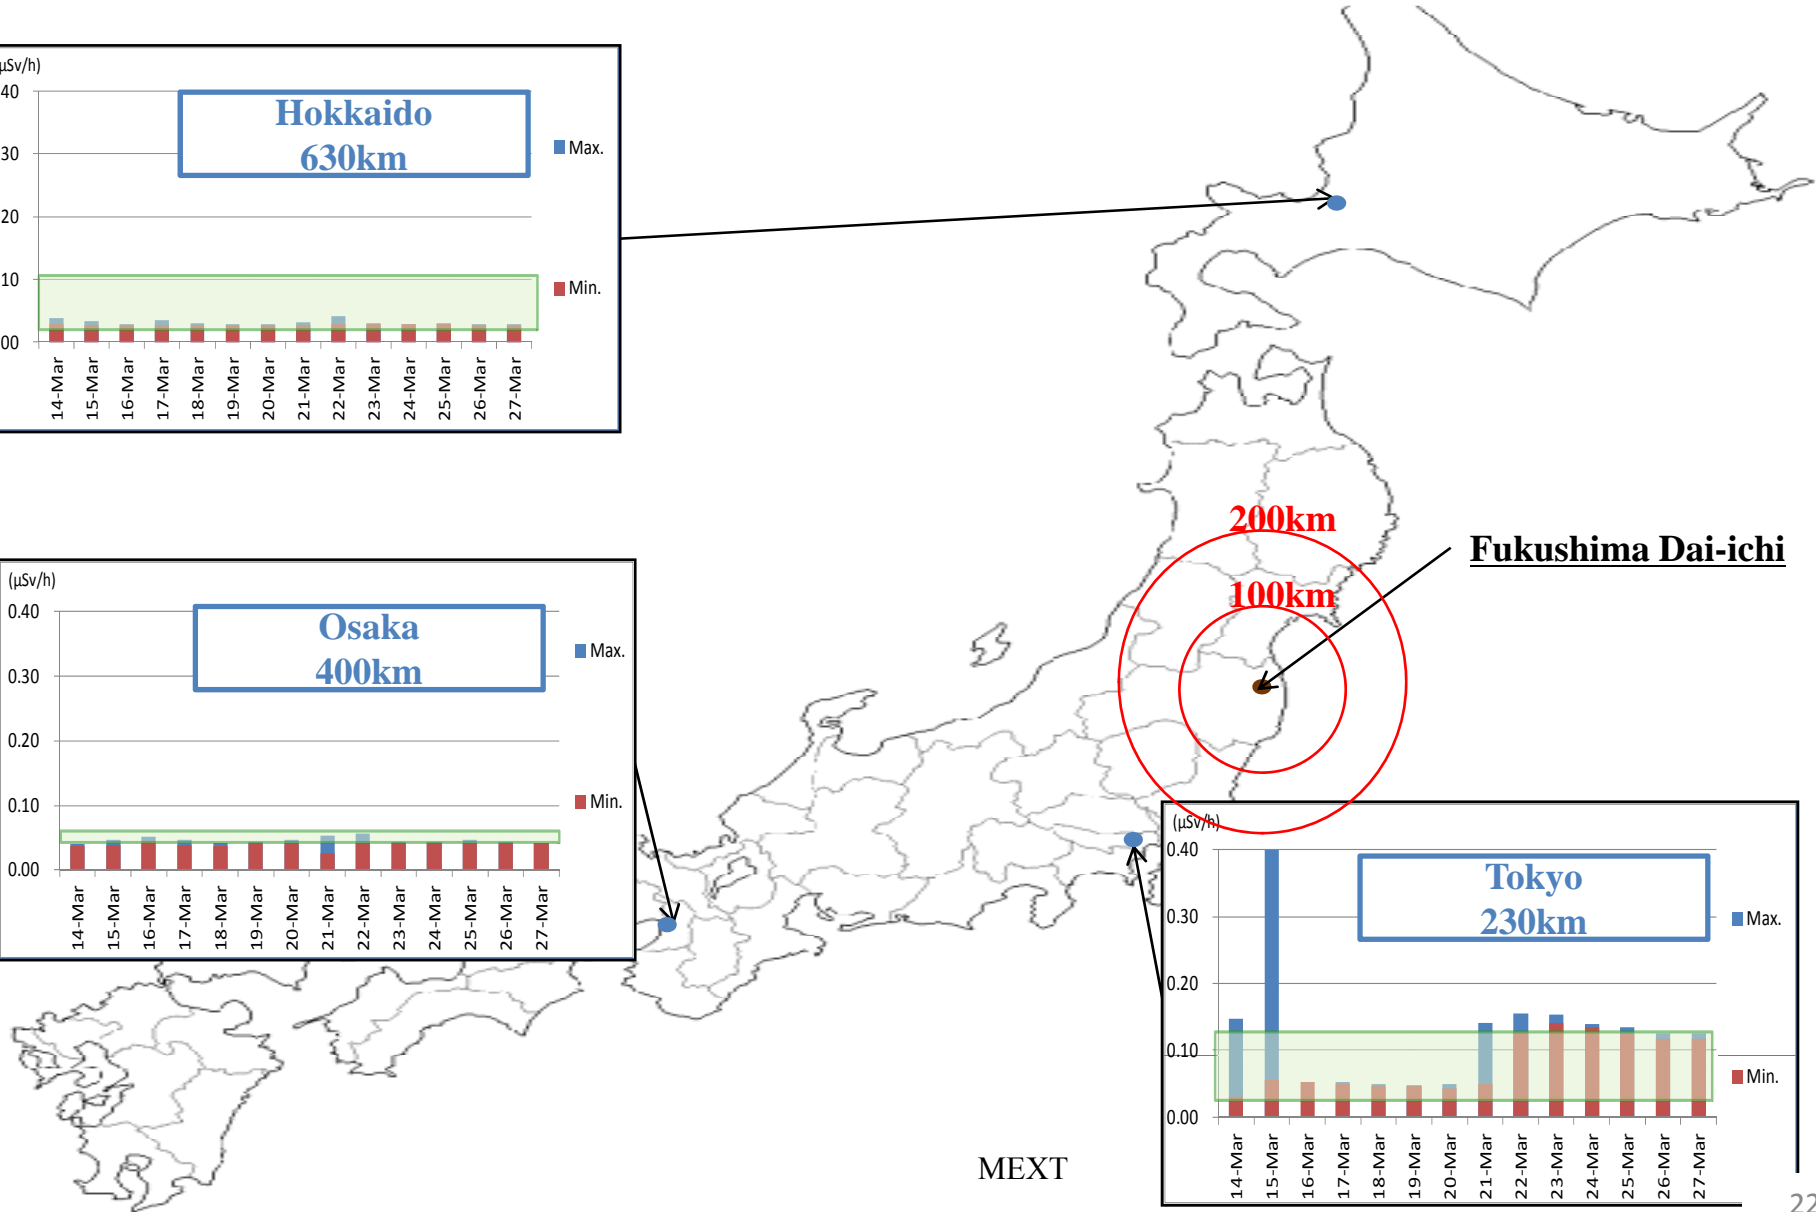 μSv/h)
40
30
20
10
00
Hokkaido
630km
Max.
Min.
14-Mar
15-Mar
16-Mar
17-Mar
18-Mar
19-Mar
20-Mar
21-Mar
22-Mar
23-Mar
24-Mar
25-Mar
26-Mar
27-Mar
200km
100km
Fukushima Dai-ichi
(μSv/h)
0.40
0.30
0.20
0.10
0.00
Osaka
400km
Max.
Min.
14-Mar
15-Mar
16-Mar
17-Mar
18-Mar
19-Mar
20-Mar
21-Mar
22-Mar
23-Mar
24-Mar
25-Mar
26-Mar
27-Mar
(μSv/h)
0.40
0.30
0.20
0.10
0.00
Tokyo
230km
Max.
Min.
14-Mar
15-Mar
16-Mar
17-Mar
18-Mar
19-Mar
20-Mar
21-Mar
22-Mar
23-Mar
24-Mar
25-Mar
26-Mar
27-Mar
MEXT
22